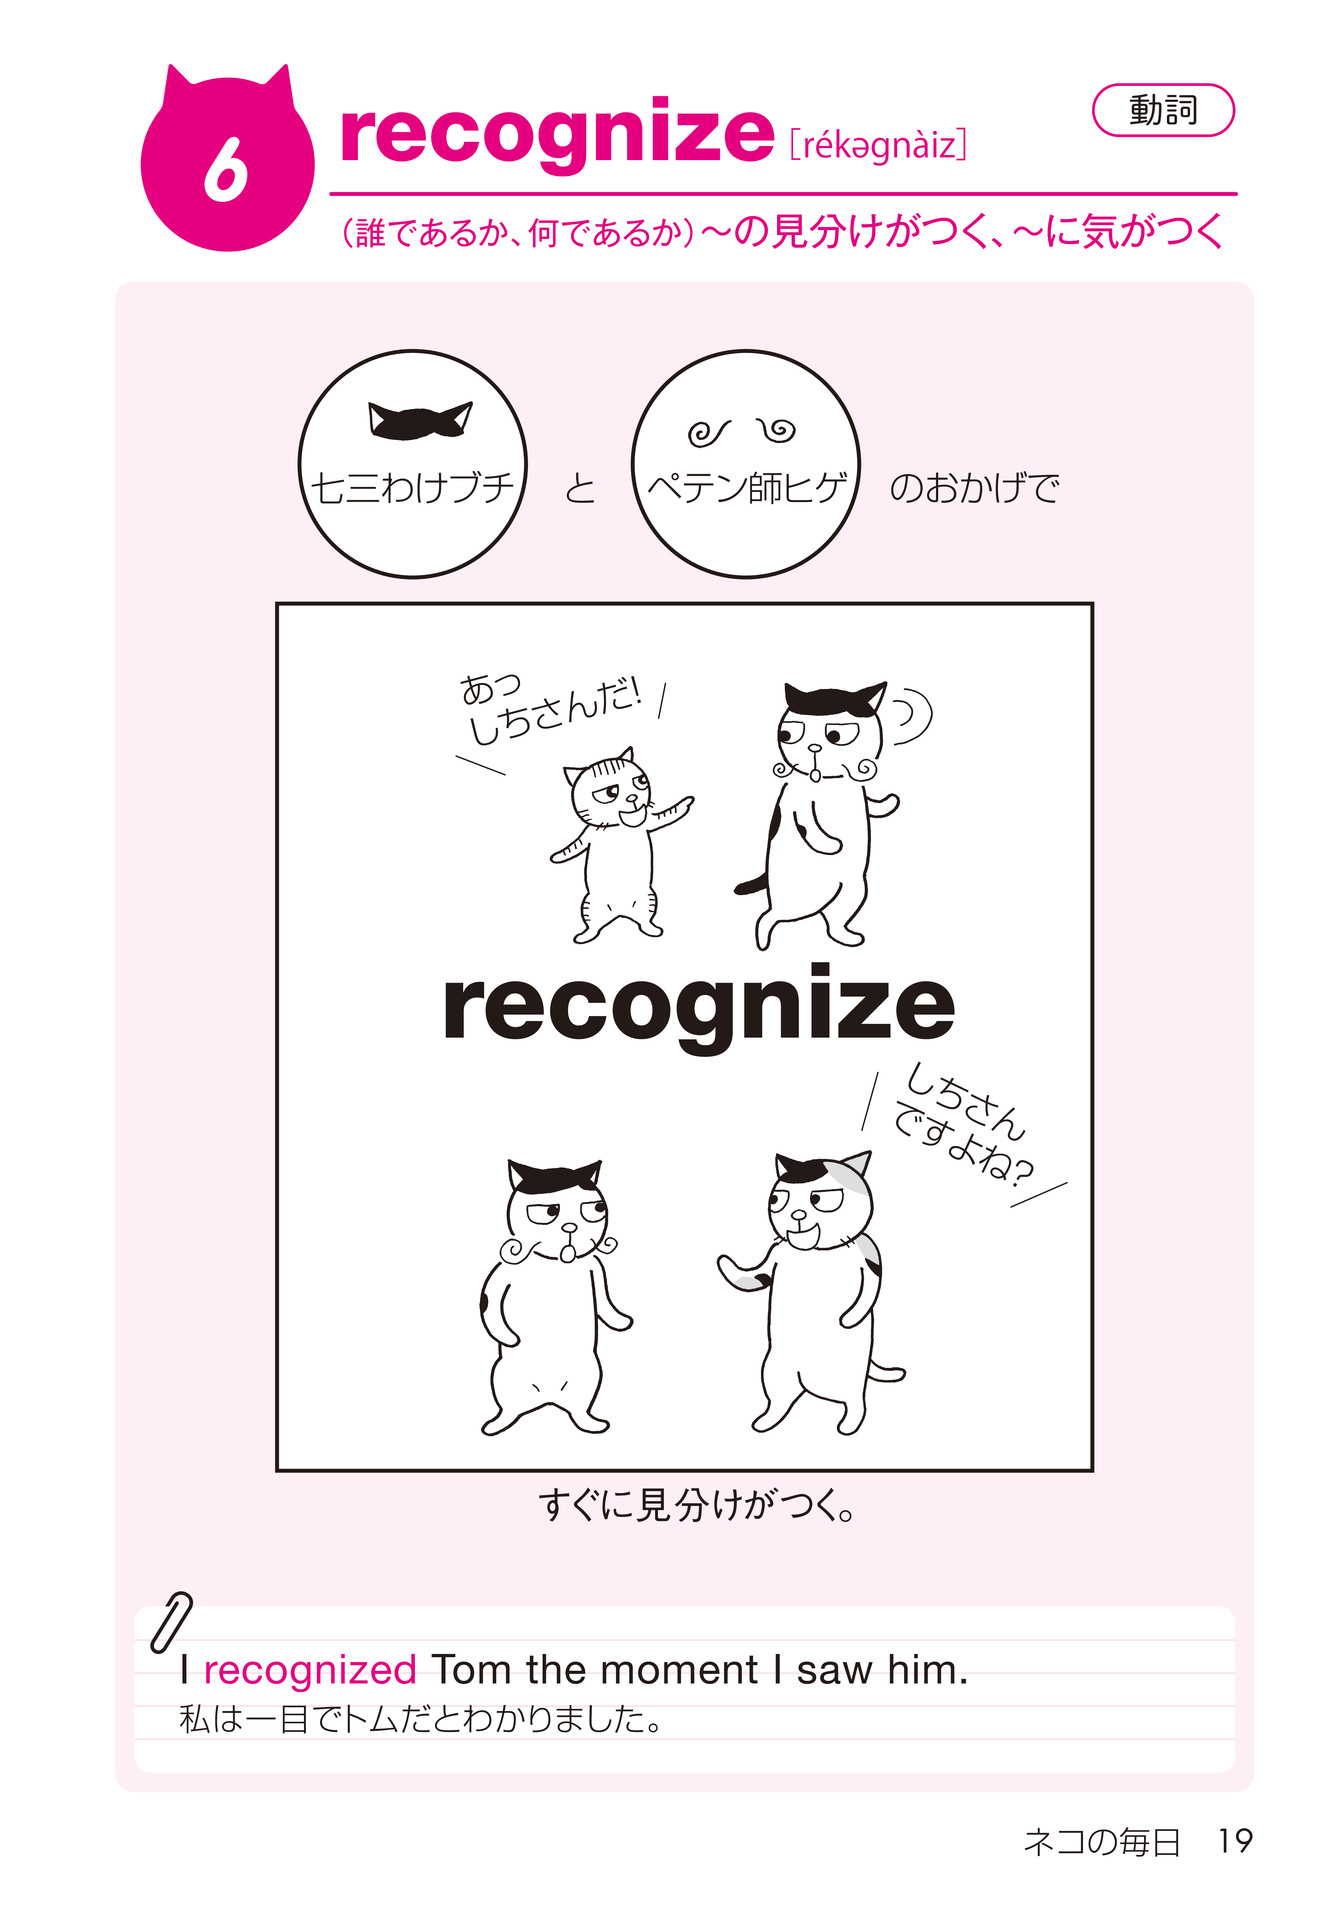 6
recognize [rékəgnàiz]
動詞
（誰であるか、何であるか）〜の見分けがつく、〜に気がつく
七三わけブチ と ペテン師ヒゲ のおかげで
あっ
しちさんだ!
recognize
しちさん
ですよね?
すぐに見分けがつく。
I recognized Tom the moment I saw him.
私は一目でトムだとわかりました。
ネコの毎日 19